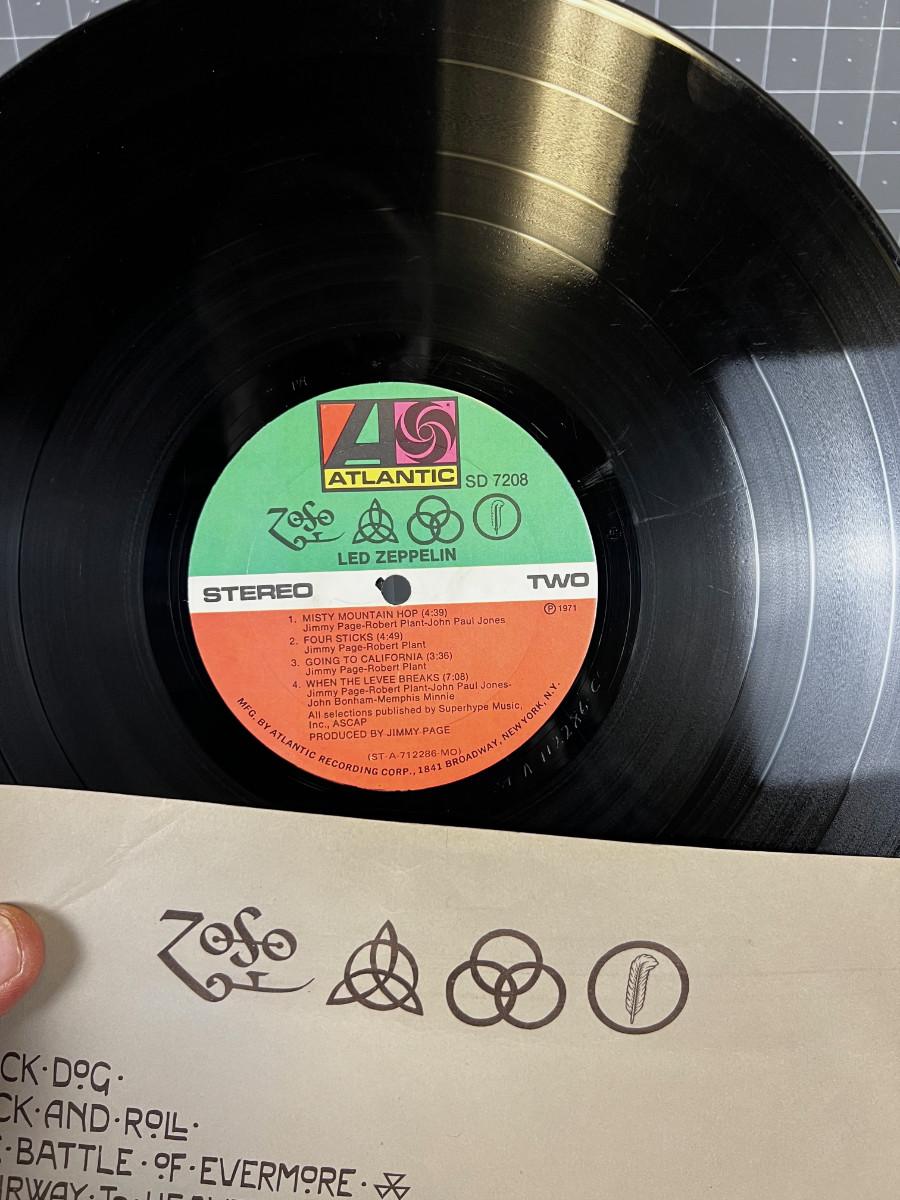 ATLANTIC
SD 7208
LED ZEPPELIN
STEREO
TWO
Ⓟ 1971
1. MISTY MOUNTAIN HOP (4:39)
Jimmy Page-Robert Plant-John Paul Jones
2. FOUR STICKS (4:49)
Jimmy Page-Robert Plant
3. GOING TO CALIFORNIA (3:36)
Jimmy Page-Robert Plant
4. WHEN THE LEVEE BREAKS (7:08)
Jimmy Page-Robert Plant-John Paul Jones-
John Bonham-Memphis Minnie
All selections published by Superhype Music,
Inc., ASCAP
PRODUCED BY JIMMY PAGE
(ST-A-712286-MO)
MFG. BY ATLANTIC RECORDING CORP., 1841 BROADWAY, NEW YORK, N.Y.
CK·DOG·
CK·AND·ROLL·
BATTLE·OF·EVERMORE·